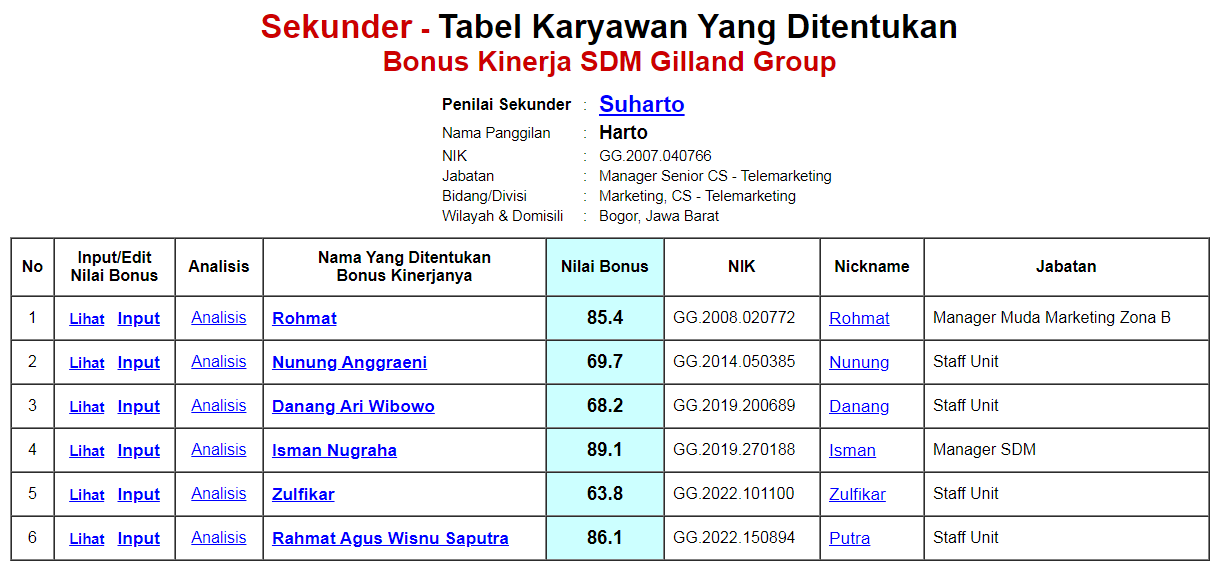 Sekunder - Tabel Karyawan Yang Ditentukan
Bonus Kinerja SDM Gilland Group
Penilai Sekunder : Suharto
Nama Panggilan : Harto
NIK : GG.2007.040766
Jabatan : Manager Senior CS - Telemarketing
Bidang/Divisi : Marketing, CS - Telemarketing
Wilayah & Domisili : Bogor, Jawa Barat
No Input/Edit Nilai Bonus Analisis Nama Yang Ditentukan Bonus Kinerjanya Nilai Bonus NIK Nickname Jabatan
1 Lihat Input Analisis Rohmat 85.4 GG.2008.020772 Rohmat Manager Muda Marketing Zona B
2 Lihat Input Analisis Nunung Anggraeni 69.7 GG.2014.050385 Nunung Staff Unit
3 Lihat Input Analisis Danang Ari Wibowo 68.2 GG.2019.200689 Danang Staff Unit
4 Lihat Input Analisis Isman Nugraha 89.1 GG.2019.270188 Isman Manager SDM
5 Lihat Input Analisis Zulfikar 63.8 GG.2022.101100 Zulfikar Staff Unit
6 Lihat Input Analisis Rahmat Agus Wisnu Saputra 86.1 GG.2022.150894 Putra Staff Unit